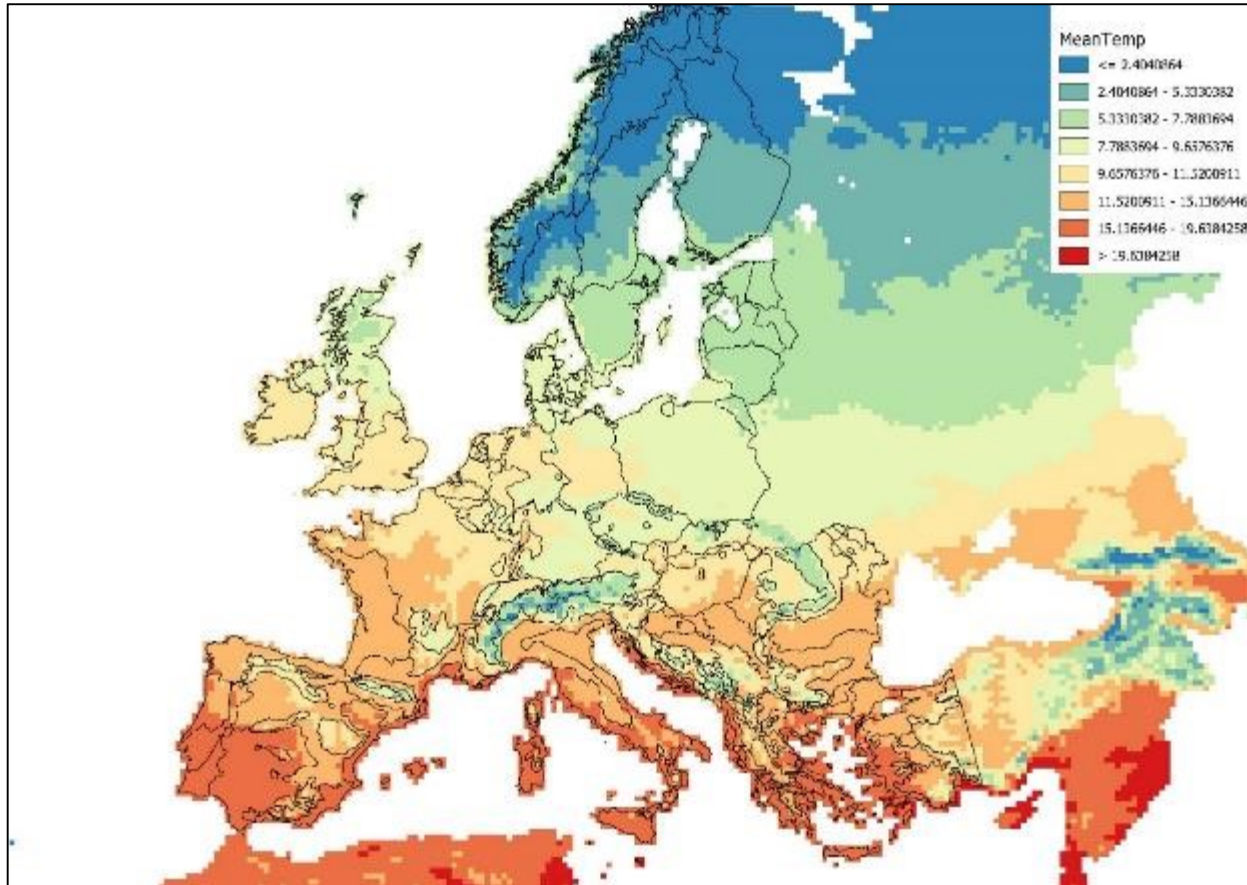 MeanTemp
<= 2.4040864
2.4040864 - 5.3330382
5.3330382 - 7.7883694
7.7883694 - 9.6576376
9.6576376 - 11.5200911
11.5200911 - 15.1366446
15.1366446 - 19.6384258
> 19.6384258